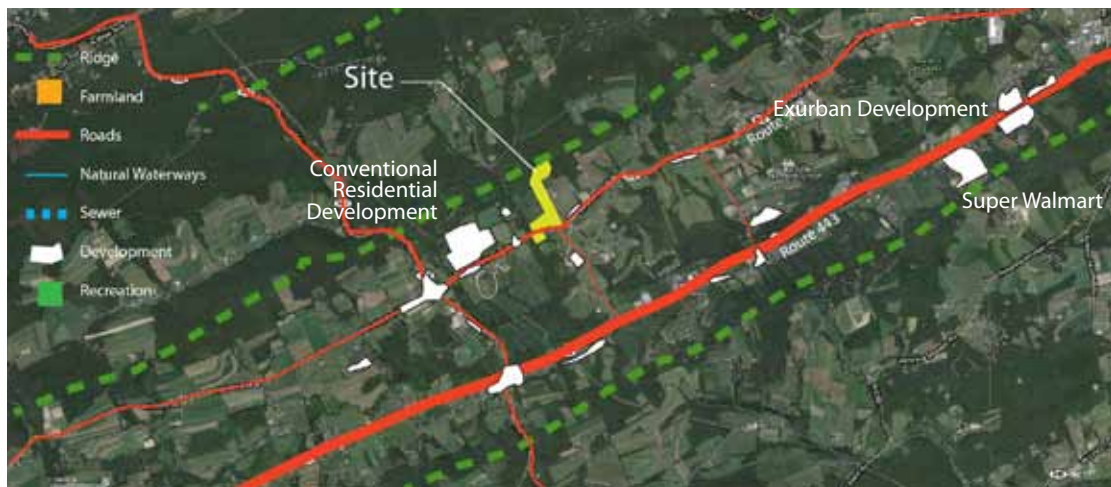 Ridge
Farmland
Roads
Natural Waterways
Sewer
Development
Recreation
Site
Conventional
Residential
Development
Exurban Development
Route
Super Walmart
Route 443